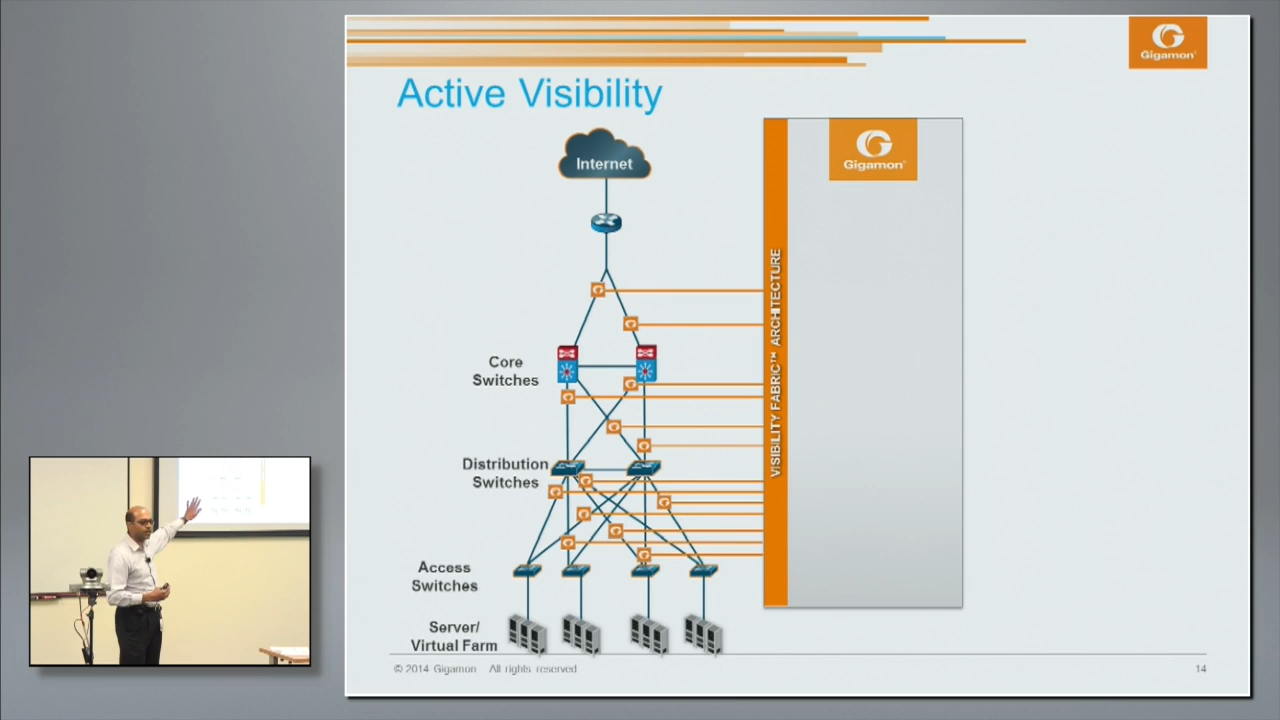 Gigamon®
Active Visibility
Internet
Gigamon®
VISIBILITY FABRIC™ ARCHITECTURE
Core
Switches
Distribution
Switches
Access
Switches
Server/
Virtual Farm
© 2014 Gigamon All rights reserved
14